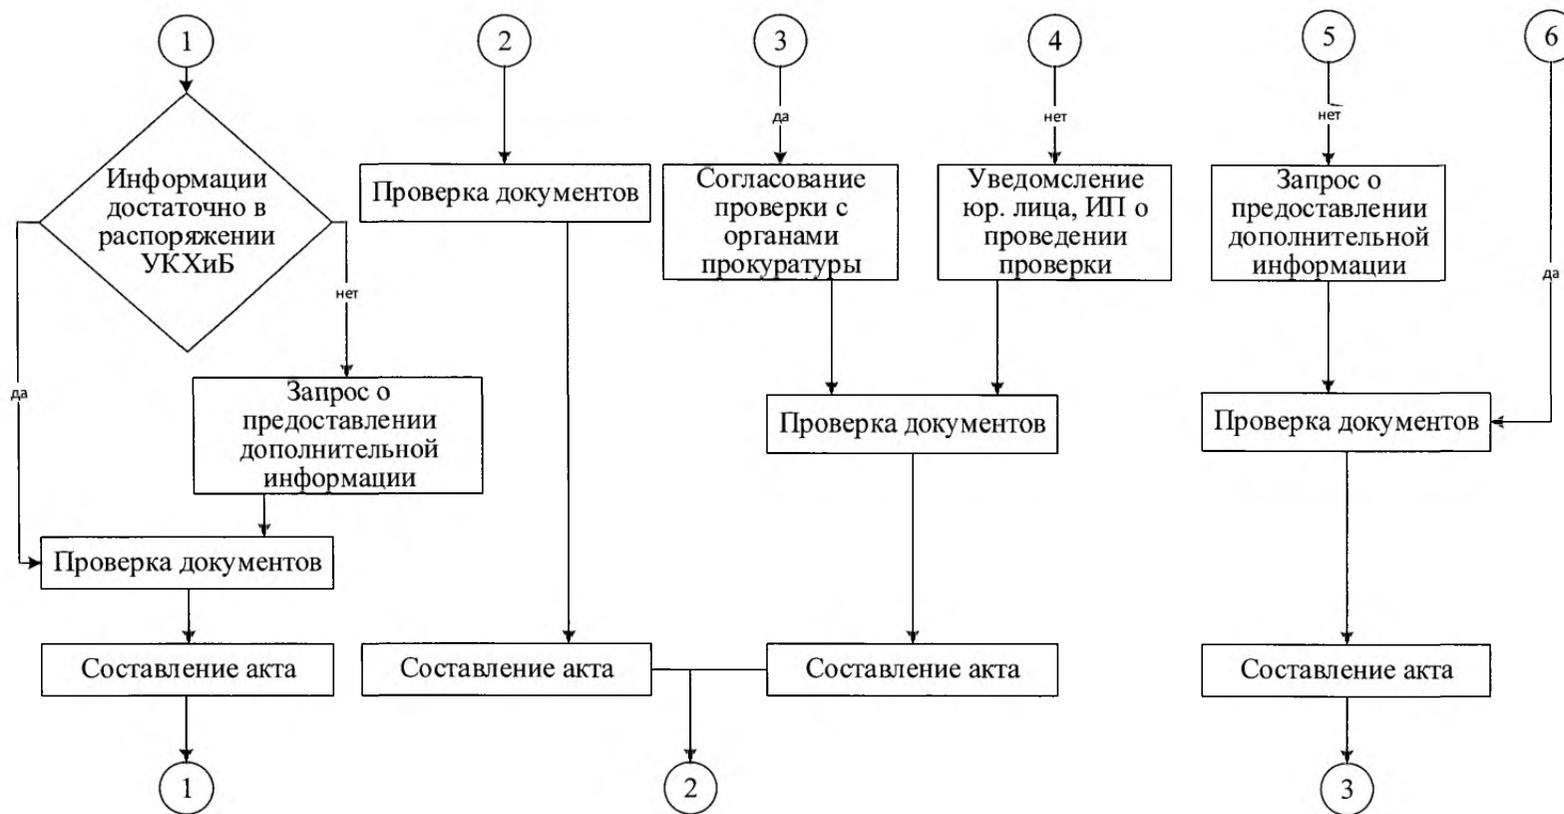 1
2
3
4
5
6
да
нет
нет
Информации
достаточно в
распоряжении
УКХиБ
Проверка документов
Согласование
проверки с
органами
прокуратуры
Уведомсление
юр. лица, ИП о
проведении
проверки
Запрос о
предоставлении
дополнительной
информации
да
нет
да
Запрос о
предоставлении
дополнительной
информации
Проверка документов
Проверка документов
Проверка документов
Составление акта
Составление акта
Составление акта
Составление акта
1
2
3